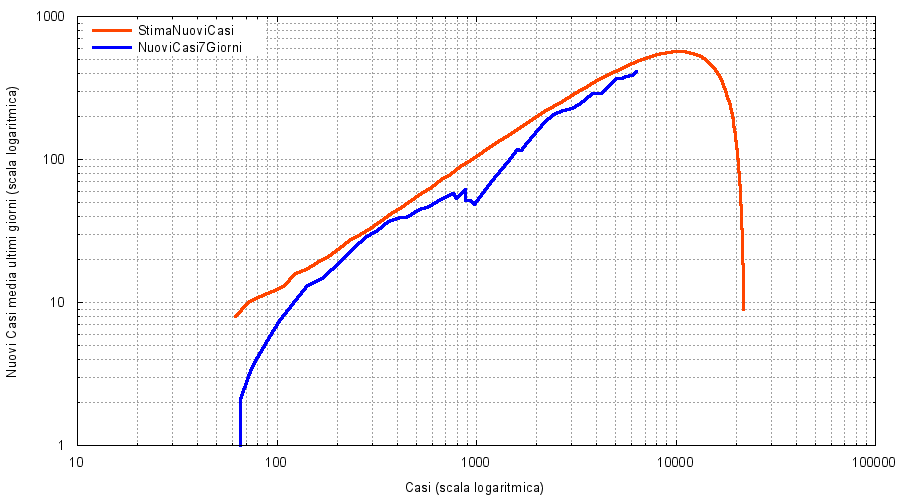 1000
StimaNuoviCasi
NuoviCasi7Giorni
100
10
1
10
100
1000
10000
100000
Nuovi Casi media ultimi giorni (scala logaritmica)
Casi (scala logaritmica)